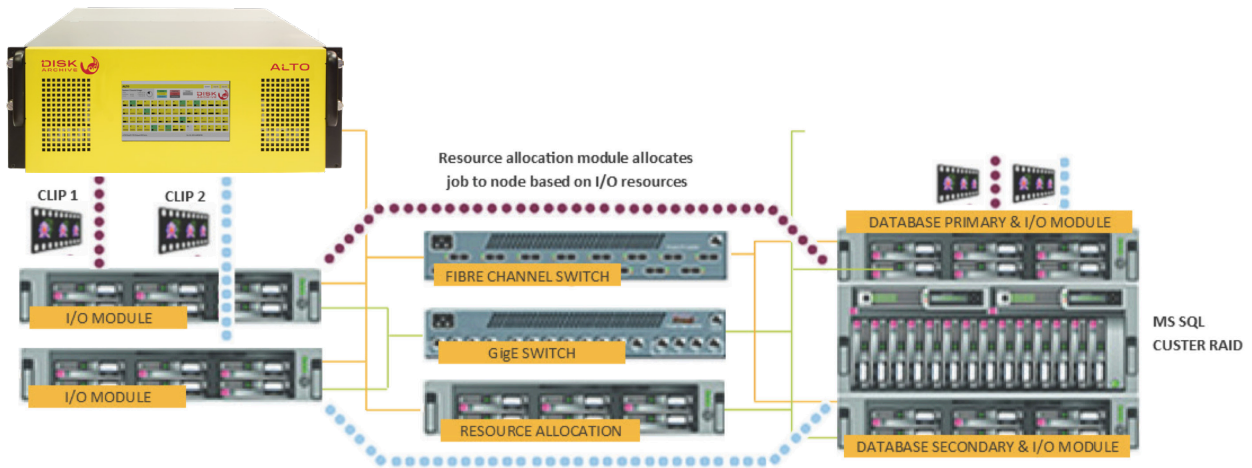 DISK
ARCHIVE
ALTO
DISK
CLIP 1
CLIP 2
Resource allocation module allocates
job to node based on I/O resources
DATABASE PRIMARY & I/O MODULE
FIBRE CHANNEL SWITCH
I/O MODULE
MS SQL
CUSTER RAID
GigE SWITCH
I/O MODULE
RESOURCE ALLOCATION
DATABASE SECONDARY & I/O MODULE